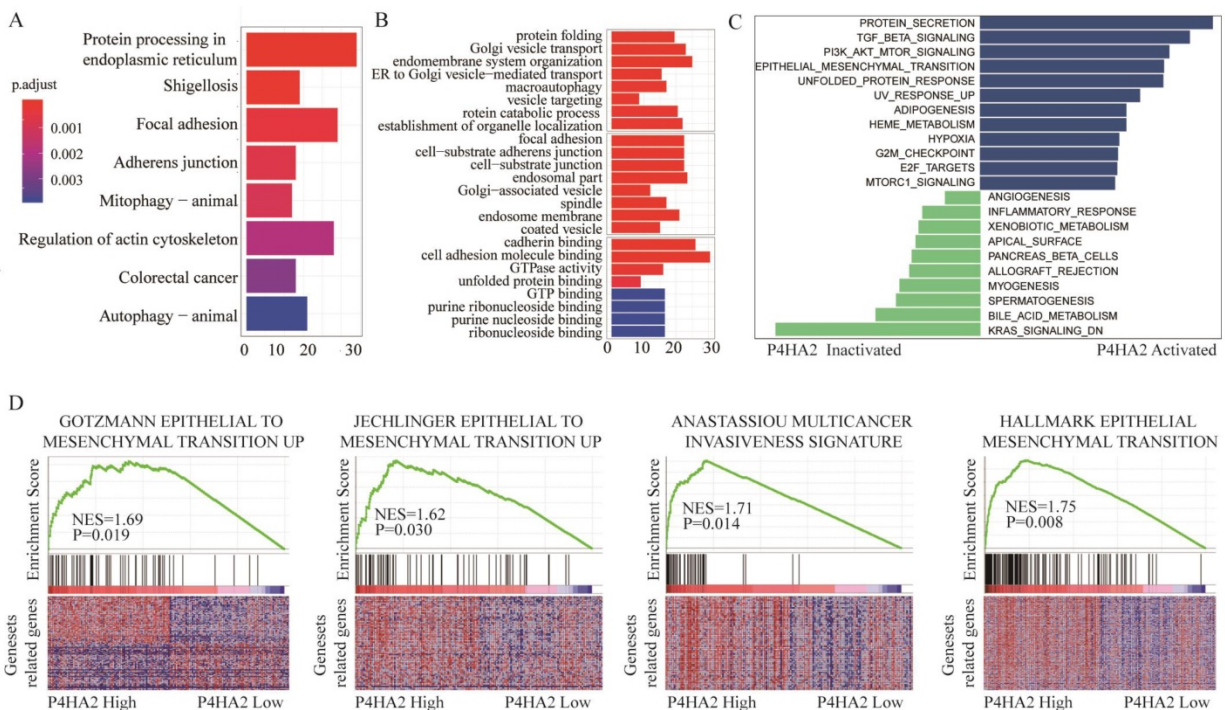 A
Protein processing in
endoplasmic reticulum
Shigellosis
Focal adhesion
Adherens junction
Mitophagy − animal
Regulation of actin cytoskeleton
Colorectal cancer
Autophagy − animal
p.adjust
0.001
0.002
0.003
0 10 20 30
B
protein folding
Golgi vesicle transport
endomembrane system organization
ER to Golgi vesicle−mediated transport
macroautophagy
vesicle targeting
rotein catabolic process
establishment of organelle localization
focal adhesion
cell−substrate adherens junction
cell−substrate junction
endosomal part
Golgi−associated vesicle
spindle
endosome membrane
coated vesicle
cadherin binding
cell adhesion molecule binding
GTPase activity
unfolded protein binding
GTP binding
purine ribonucleoside binding
purine nucleoside binding
ribonucleoside binding
0 10 20 30
C
PROTEIN_SECRETION
TGF_BETA_SIGNALING
PI3K_AKT_MTOR_SIGNALING
EPITHELIAL_MESENCHYMAL_TRANSITION
UNFOLDED_PROTEIN_RESPONSE
UV_RESPONSE_UP
ADIPOGENESIS
HEME_METABOLISM
HYPOXIA
G2M_CHECKPOINT
E2F_TARGETS
MTORC1_SIGNALING
ANGIOGENESIS
INFLAMMATORY_RESPONSE
XENOBIOTIC_METABOLISM
APICAL_SURFACE
PANCREAS_BETA_CELLS
ALLOGRAFT_REJECTION
MYOGENESIS
SPERMATOGENESIS
BILE_ACID_METABOLISM
KRAS_SIGNALING_DN
P4HA2 Inactivated P4HA2 Activated
D
GOTZMANN EPITHELIAL TO
MESENCHYMAL TRANSITION UP
Enrichment Score
NES=1.69
P=0.019
Genesets
related genes
P4HA2 High P4HA2 Low
JECHLINGER EPITHELIAL TO
MESENCHYMAL TRANSITION UP
Enrichment Score
NES=1.62
P=0.030
Genesets
related genes
P4HA2 High P4HA2 Low
ANASTASSIOU MULTICANCER
INVASIVENESS SIGNATURE
Enrichment Score
NES=1.71
P=0.014
Genesets
related genes
P4HA2 High P4HA2 Low
HALLMARK EPITHELIAL
MESENCHYMAL TRANSITION
Enrichment Score
NES=1.75
P=0.008
Genesets
related genes
P4HA2 High P4HA2 Low